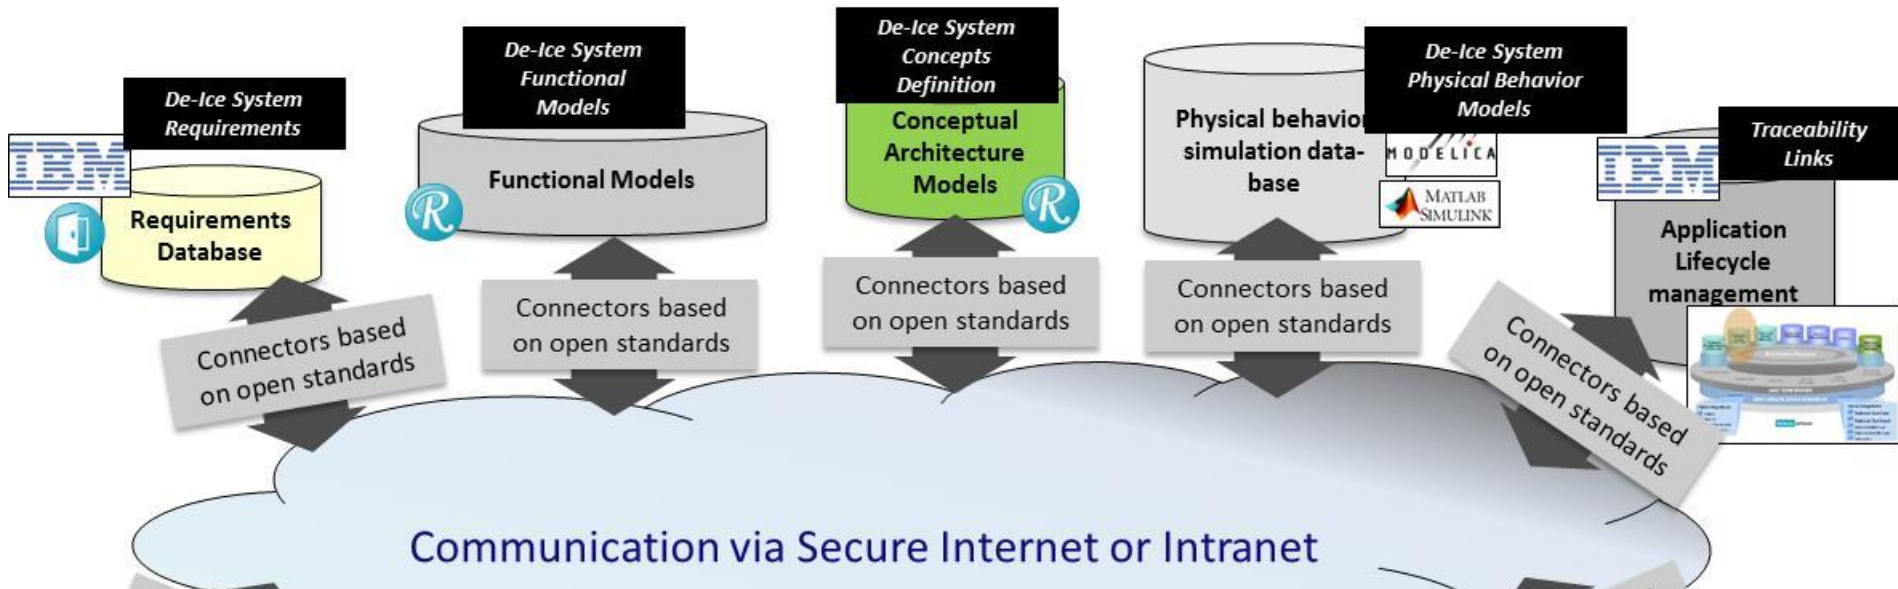 De-Ice System
Requirements
IBM
Requirements
Database
De-Ice System
Functional
Models
Functional Models
R
De-Ice System
Concepts
Definition
Conceptual
Architecture
Models
R
De-Ice System
Physical Behavior
Models
Physical behavior
simulation data-
base
MODELICA
MATLAB
SIMULINK
Traceability
Links
IBM
Application
Lifecycle
management
Connectors based
on open standards
Connectors based
on open standards
Connectors based
on open standards
Connectors based
on open standards
Connectors based
on open standards
Communication via Secure Internet or Intranet